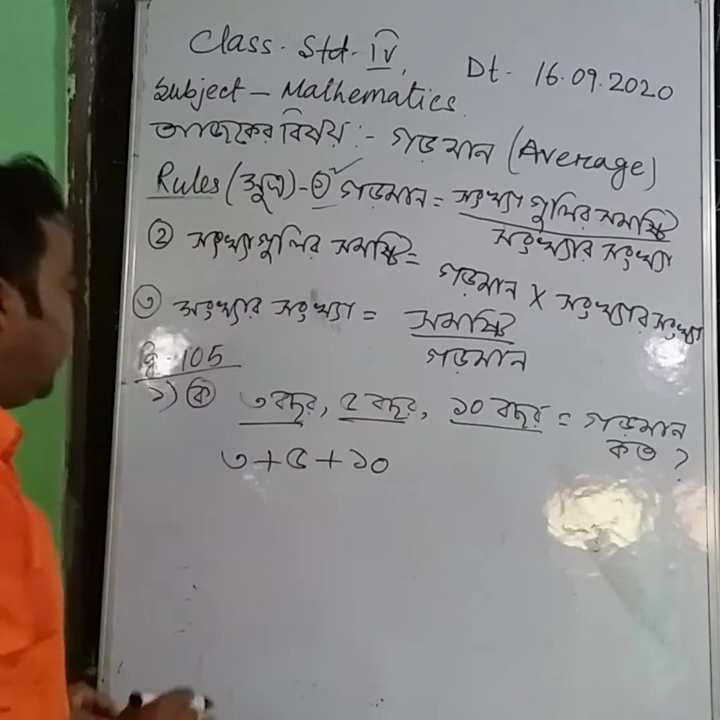 Class - Std - IV,
Dt - 16.09.2020
Subject - Mathematics.
আজকের বিষয় :- গড় মান (Average)
Rules (সূত্র) - ① গড়মান = সংখ্যা গুলির সমষ্টি / সংখ্যার সংখ্যা
② সংখ্যাগুলির সমষ্টি = গড়মান × সংখ্যার সংখ্যা
③ সংখ্যার সংখ্যা = সমষ্টি / গড়মান
105
১) ক ৩ বছর, ৫ বছর, ১০ বছর = গড়মান
কত ?
৩ + ৫ + ১০